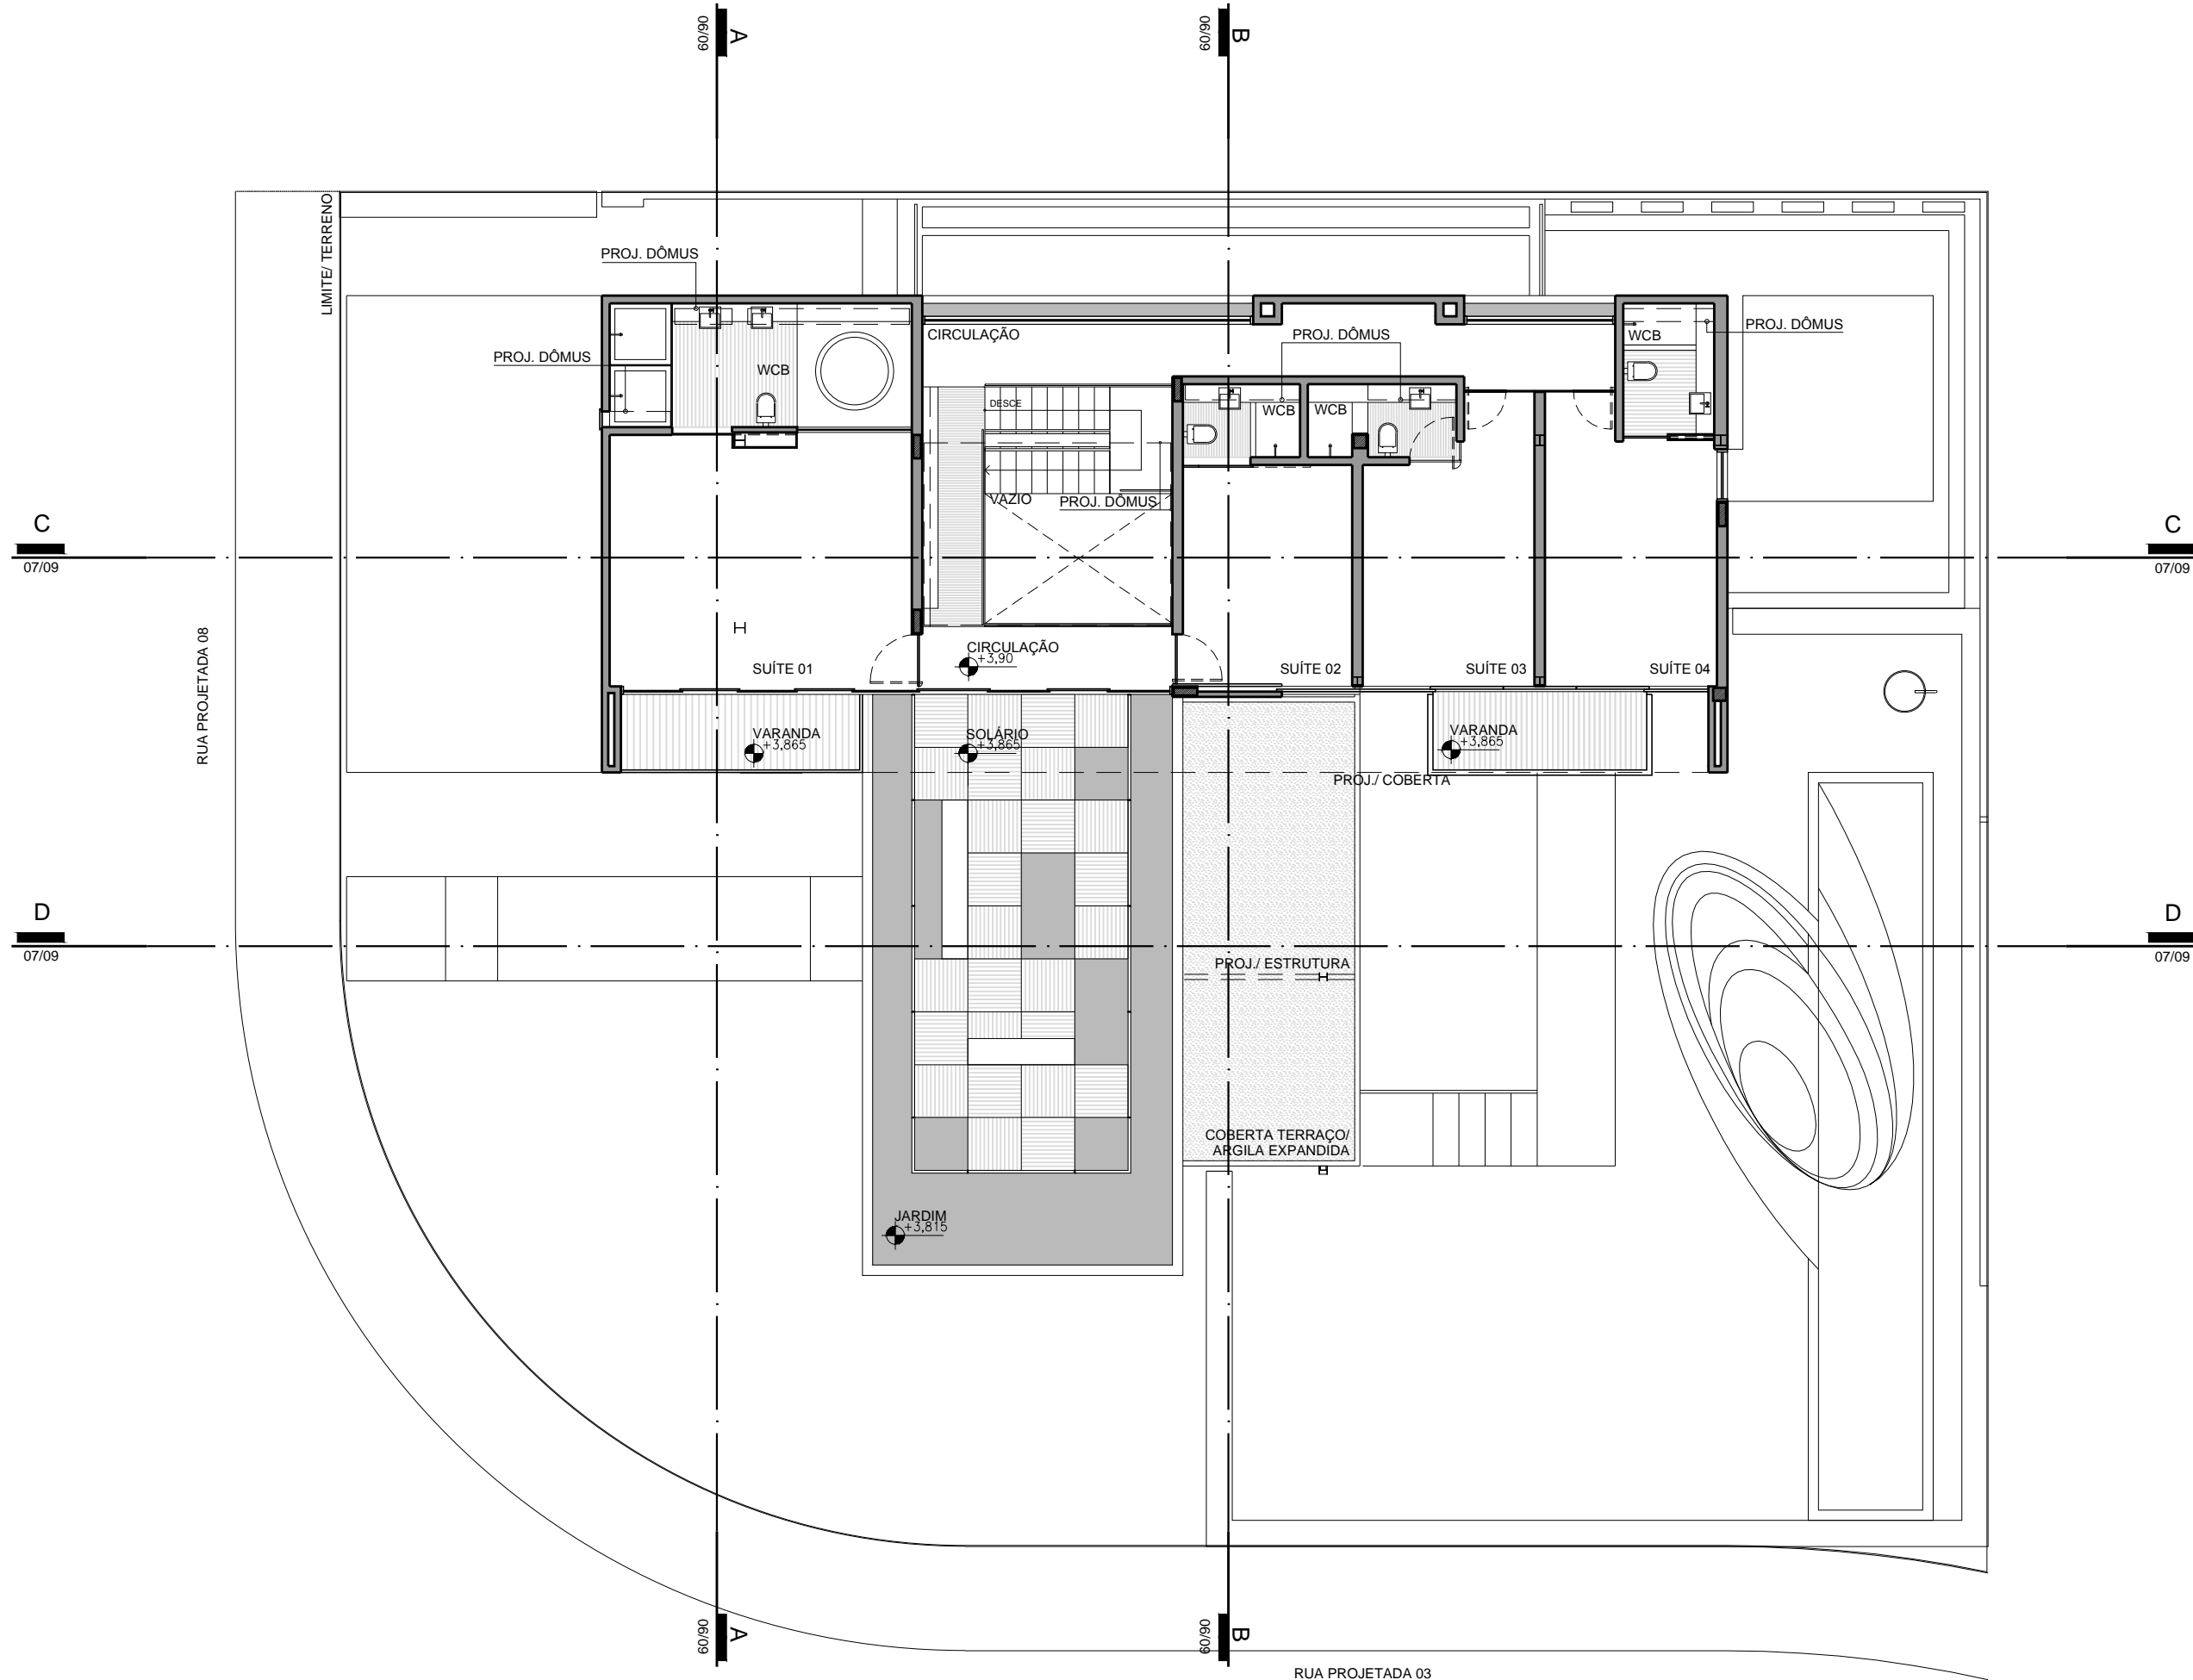 A
60/90
B
60/90
LIMITE/ TERRENO
PROJ. DÔMUS
PROJ. DÔMUS
WCB
CIRCULAÇÃO
PROJ. DÔMUS
WCB
PROJ. DÔMUS
DESCE
WCB
WCB
VAZIO
PROJ. DÔMUS
C
07/09
C
07/09
RUA PROJETADA 08
SUÍTE 01
CIRCULAÇÃO
+3,90
SUÍTE 02
SUÍTE 03
SUÍTE 04
VARANDA
+3,865
SOLÁRIO
+3,865
VARANDA
+3,865
PROJ./ COBERTA
D
07/09
D
07/09
PROJ./ ESTRUTURA
COBERTA TERRAÇO/
ARGILA EXPANDIDA
JARDIM
+3,815
A
60/90
B
60/90
RUA PROJETADA 03